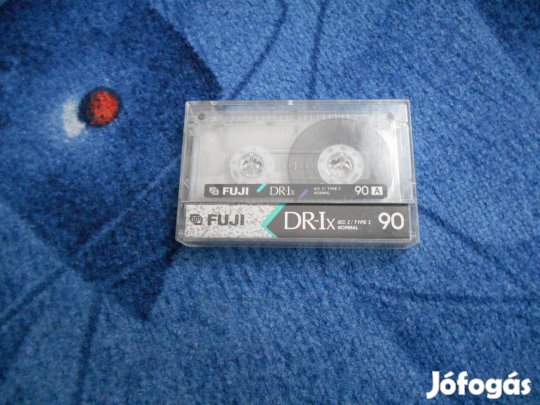 FUJI DR-Ix IEC I / TYPE I NORMAL 90 A
FUJI DR-Ix IEC I / TYPE I NORMAL 90
Jófogás